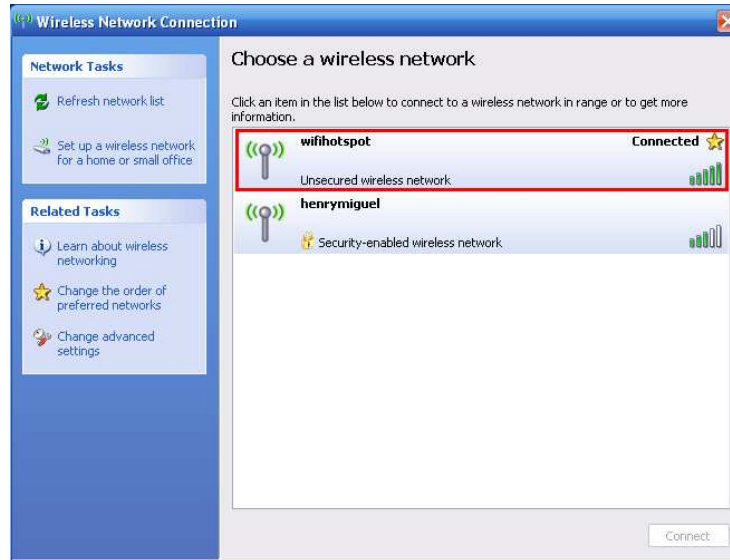 Wireless Network Connection
Network Tasks
Refresh network list
Set up a wireless network
for a home or small office
Related Tasks
Learn about wireless
networking
Change the order of
preferred networks
Change advanced
settings
Choose a wireless network
Click an item in the list below to connect to a wireless network in range or to get more
information.
wifihotspot
Connected
Unsecured wireless network
henrymiguel
Security-enabled wireless network
Connect